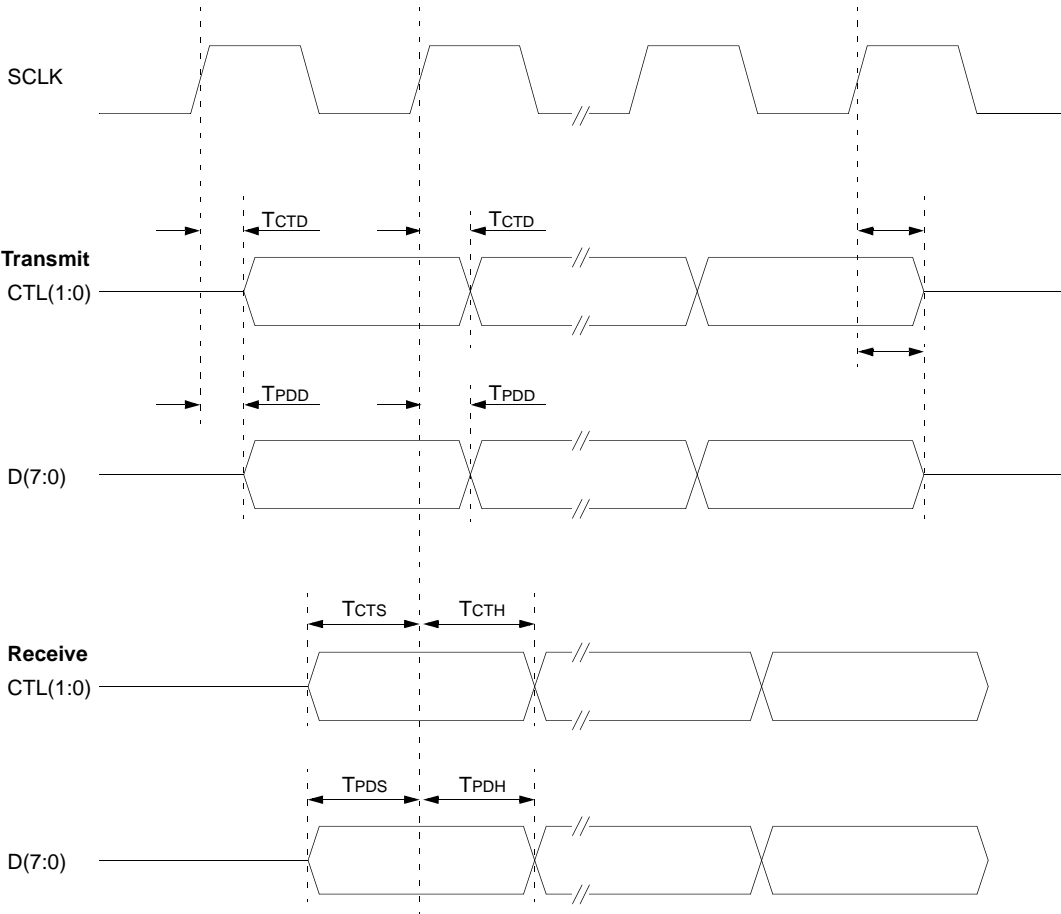 SCLK
TCTD TCTD
Transmit
CTL(1:0)
TPDD TPDD
D(7:0)
TCTS TCTH
Receive
CTL(1:0)
TPDS TPDH
D(7:0)